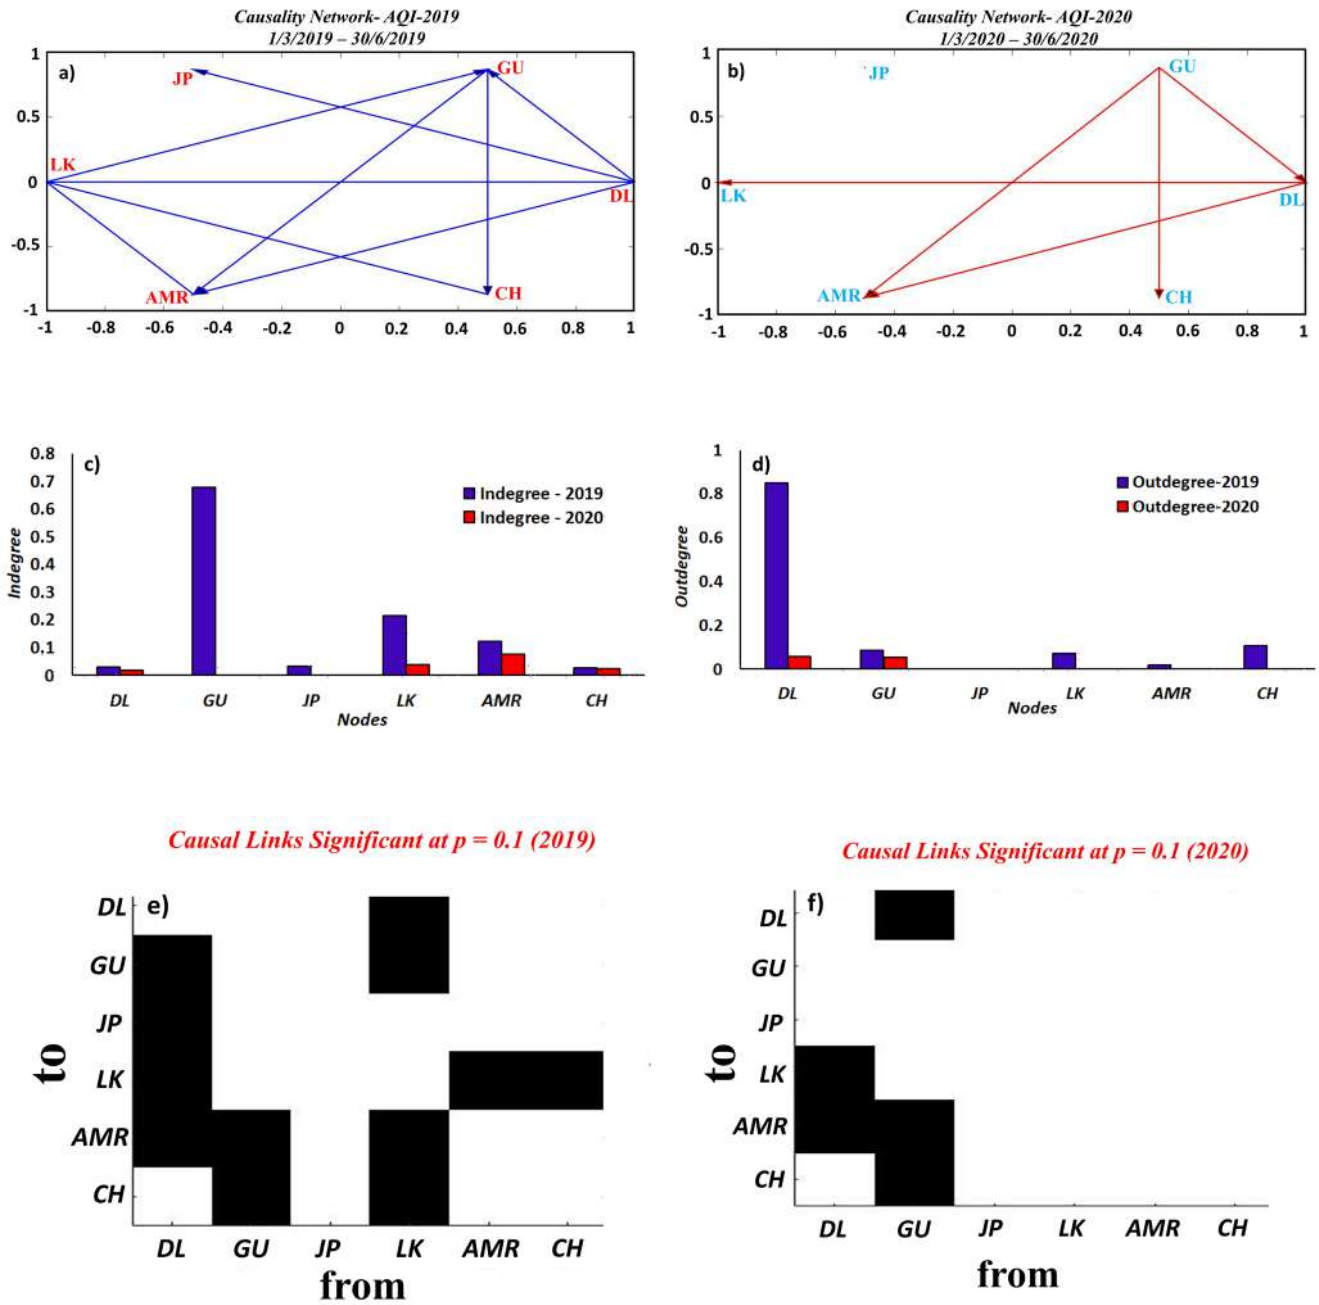 Causality Network- AQI-2019
1/3/2019 – 30/6/2019
a)
1
0.5
0
-0.5
-1
JP
GU
LK
DL
AMR
CH
-1 -0.8 -0.6 -0.4 -0.2 0 0.2 0.4 0.6 0.8 1
Causality Network- AQI-2020
1/3/2020 – 30/6/2020
b)
1
0.5
0
-0.5
-1
JP
GU
LK
DL
AMR
CH
-1 -0.8 -0.6 -0.4 -0.2 0 0.2 0.4 0.6 0.8 1
c)
Indegree
0.8
0.7
0.6
0.5
0.4
0.3
0.2
0.1
0
Indegree - 2019
Indegree - 2020
DL GU JP LK AMR CH
Nodes
d)
Outdegree
1
0.8
0.6
0.4
0.2
0
Outdegree-2019
Outdegree-2020
DL GU JP LK AMR CH
Nodes
Causal Links Significant at p = 0.1 (2019)
e)
to
DL
GU
JP
LK
AMR
CH
DL GU JP LK AMR CH
from
Causal Links Significant at p = 0.1 (2020)
f)
to
DL
GU
JP
LK
AMR
CH
DL GU JP LK AMR CH
from